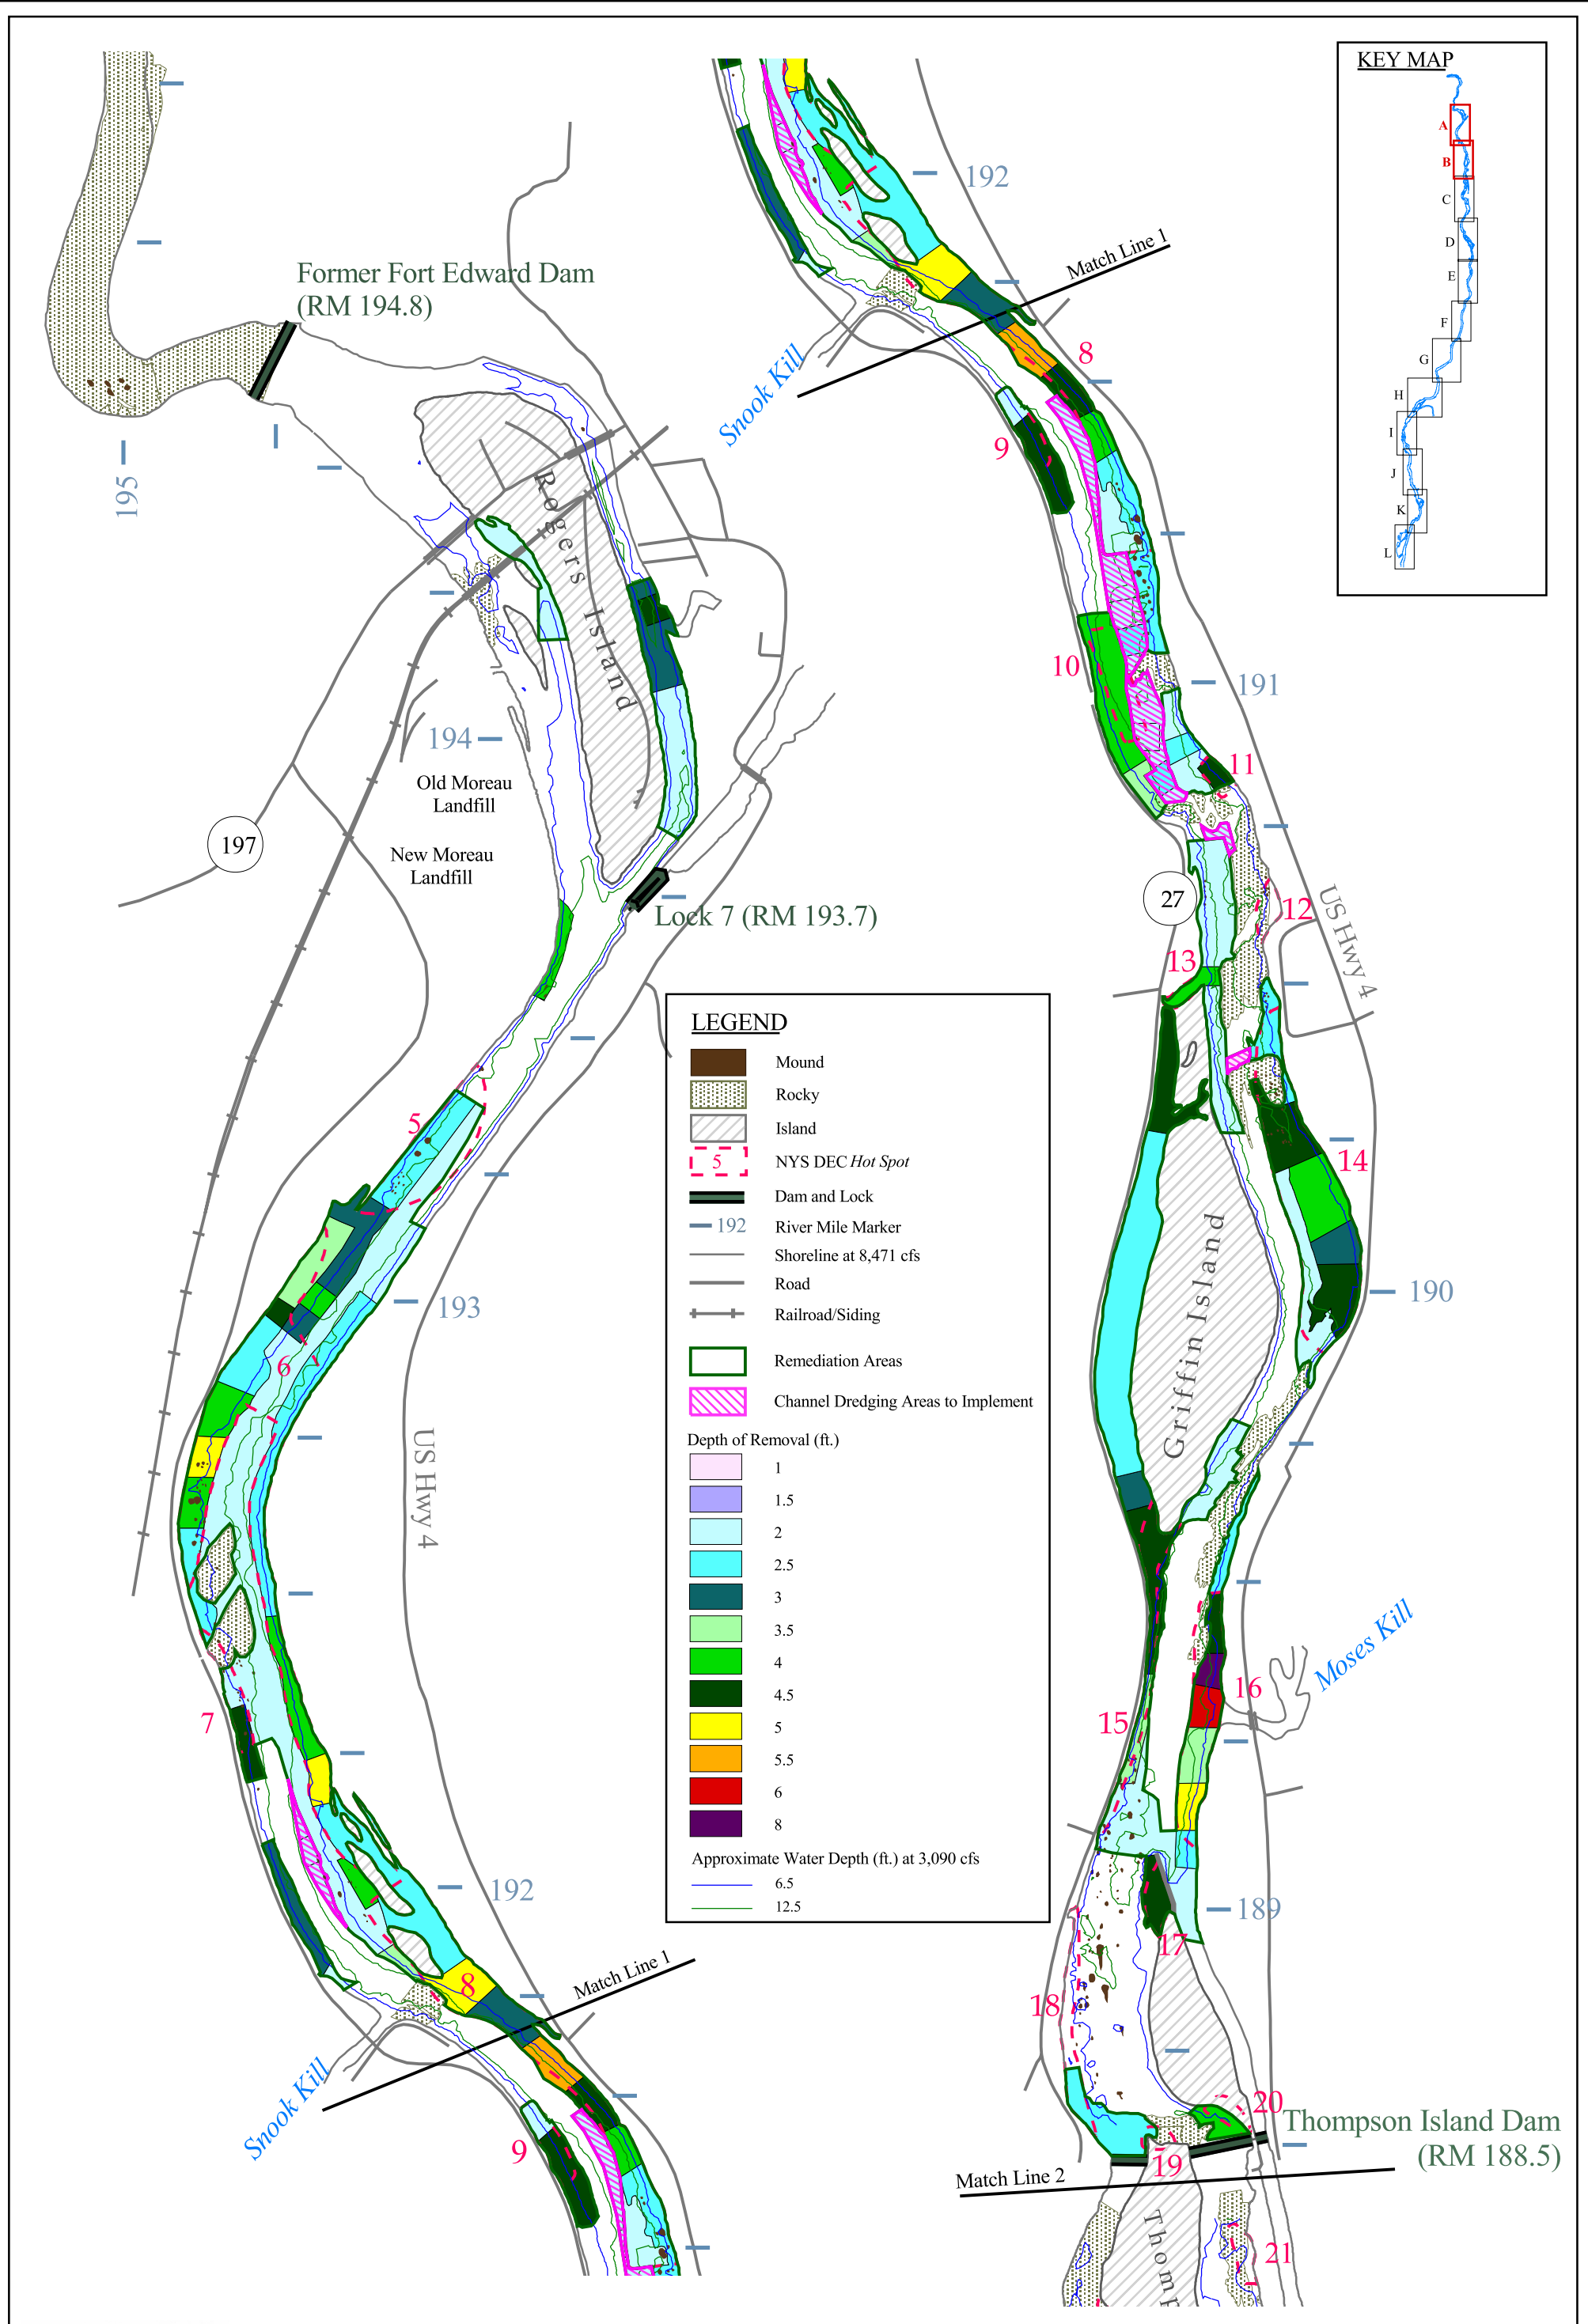 KEY MAP
A
B
C
D
E
F
G
H
I
J
K
L
Former Fort Edward Dam
(RM 194.8)
195
Rogers Island
194
Old Moreau
Landfill
New Moreau
Landfill
197
Lock 7 (RM 193.7)
5
193
6
US Hwy 4
7
192
8
Match Line 1
Snook Kill
9
192
Match Line 1
Snook Kill
8
9
10
191
11
27
12
US Hwy 4
13
14
Griffin Island
190
Moses Kill
16
15
189
17
18
20
Thompson Island Dam
(RM 188.5)
19
Match Line 2
Thomp
21
LEGEND
Mound
Rocky
Island
5
NYS DEC Hot Spot
Dam and Lock
192
River Mile Marker
Shoreline at 8,471 cfs
Road
Railroad/Siding
Remediation Areas
Channel Dredging Areas to Implement
Depth of Removal (ft.)
1
1.5
2
2.5
3
3.5
4
4.5
5
5.5
6
8
Approximate Water Depth (ft.) at 3,090 cfs
6.5
12.5